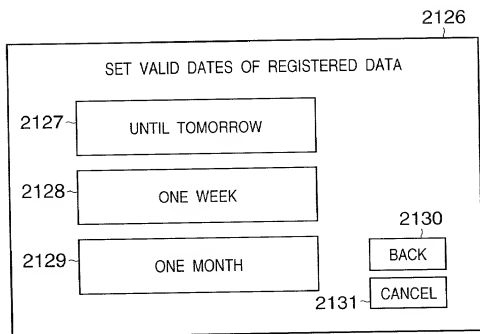 2126
SET VALID DATES OF REGISTERED DATA
2127
UNTIL TOMORROW
2128
ONE WEEK
2130
2129
ONE MONTH
BACK
2131
CANCEL